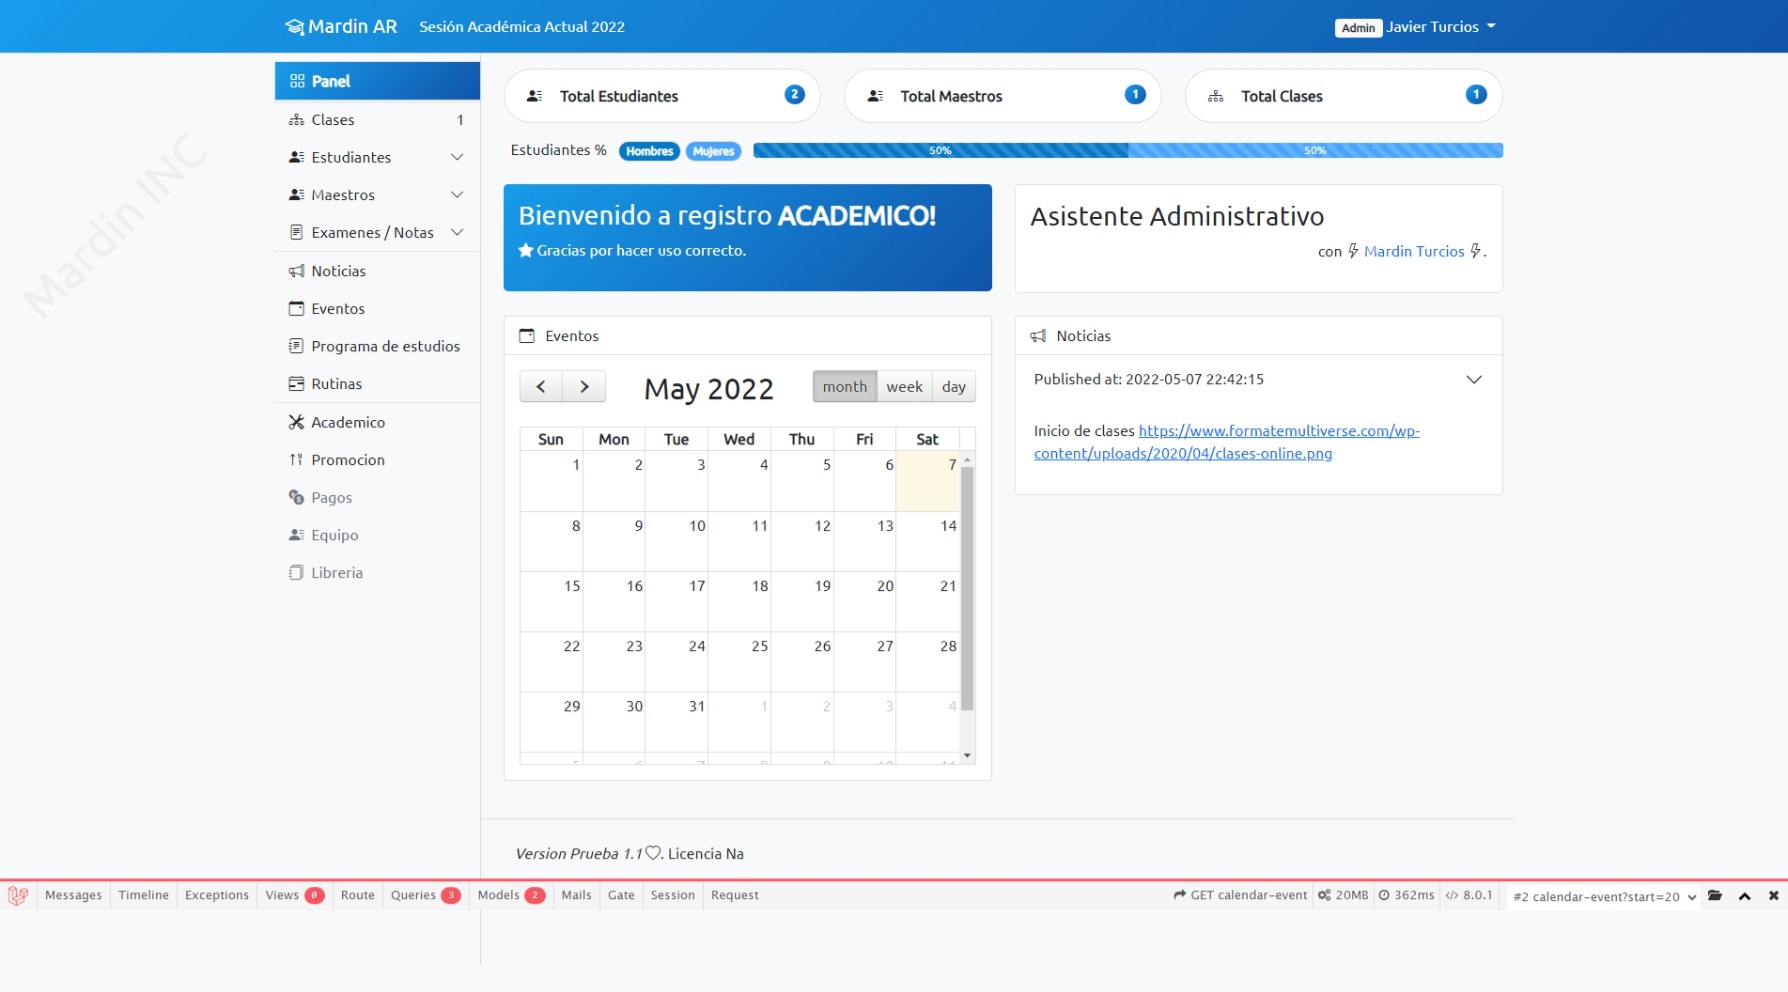 Mardin AR
Sesión Académica Actual 2022
Admin Javier Turcios
Mardin INC
Panel
Clases 1
Estudiantes
Maestros
Examenes / Notas
Noticias
Eventos
Programa de estudios
Rutinas
Academico
Promocion
Pagos
Equipo
Libreria
Total Estudiantes 2
Total Maestros 1
Total Clases 1
Estudiantes % Hombres Mujeres 50% 50%
Bienvenido a registro ACADEMICO!
Gracias por hacer uso correcto.
Asistente Administrativo
con Mardin Turcios .
Eventos
May 2022
month week day
Sun Mon Tue Wed Thu Fri Sat
1 2 3 4 5 6 7
8 9 10 11 12 13 14
15 16 17 18 19 20 21
22 23 24 25 26 27 28
29 30 31 1 2 3 4
Noticias
Published at: 2022-05-07 22:42:15
Inicio de clases https://www.formatemultiverse.com/wp-
content/uploads/2020/04/clases-online.png
Version Prueba 1.1. Licencia Na
Messages Timeline Exceptions Views 0 Route Queries 3 Models 2 Mails Gate Session Request GET calendar-event 20MB 362ms 8.0.1 #2 calendar-event?start=20